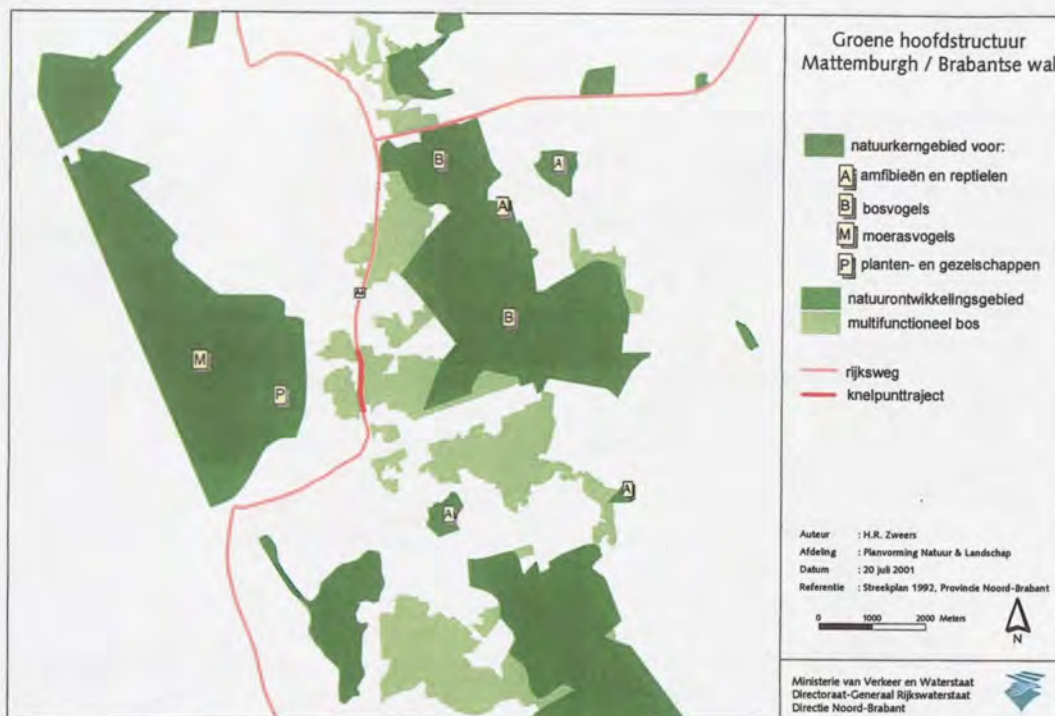 Groene hoofdstructuur
Mattemburgh / Brabantse wal
natuurkerngebied voor:
A amfibieën en reptielen
B bosvogels
M moerasvogels
P planten- en gezelschappen
natuurontwikkelingsgebied
multifunctioneel bos
rijksweg
knelpunttraject
B
A
A
B
M
P
A
A
Auteur : H.R. Zweers
Afdeling : Planvorming Natuur & Landschap
Datum : 20 juli 2001
Referentie : Streekplan 1992, Provincie Noord-Brabant
0 1000 2000 Meters
N
Ministerie van Verkeer en Waterstaat
Directoraat-Generaal Rijkswaterstaat
Directie Noord-Brabant